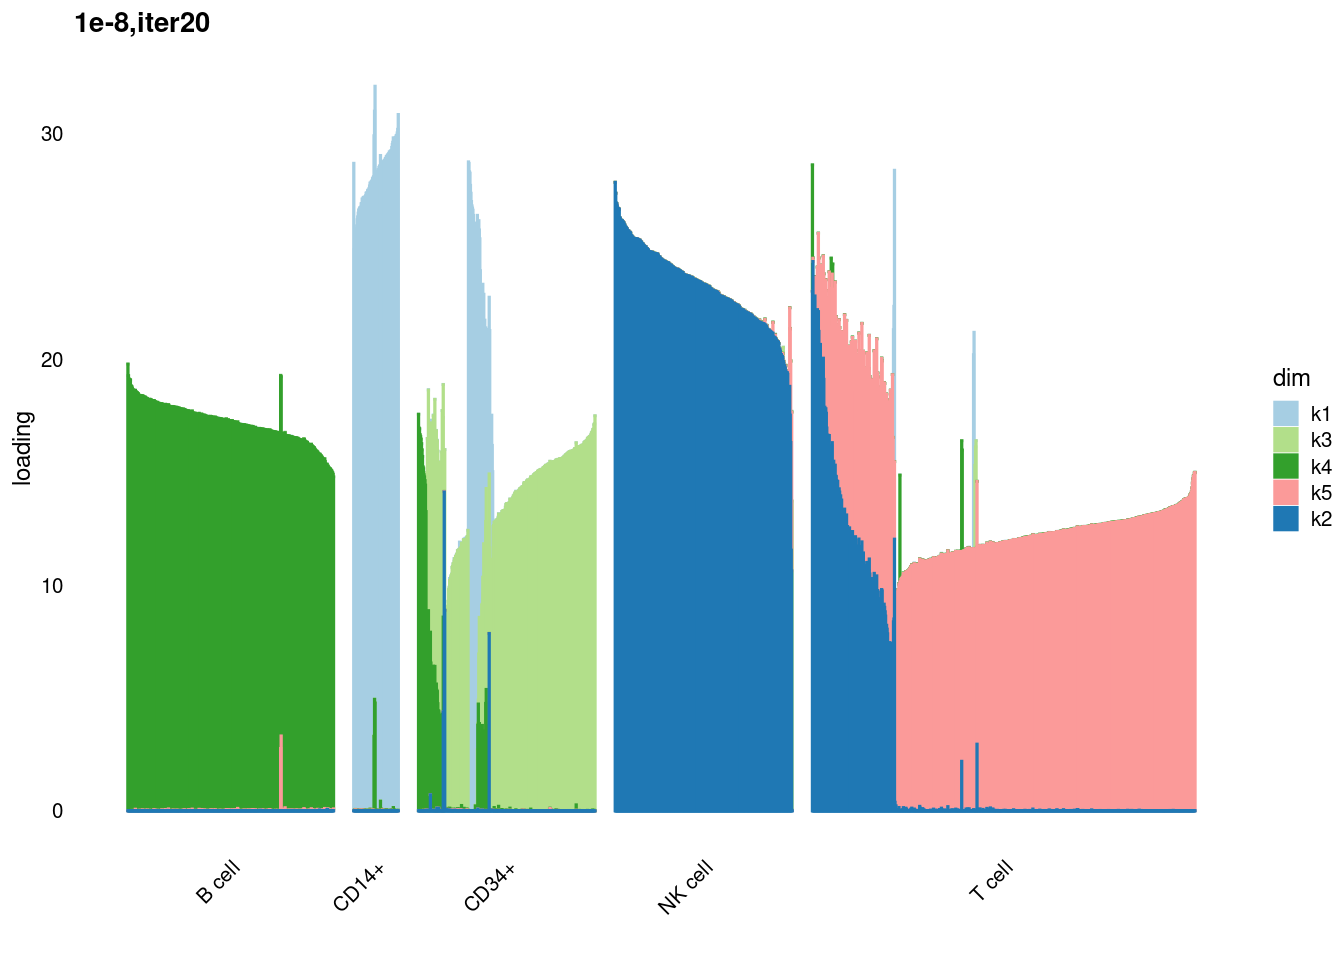 1e-8,iter20
30
20
10
0
loading
B cell
CD14+
CD34+
NK cell
T cell
dim
k1
k3
k4
k5
k2